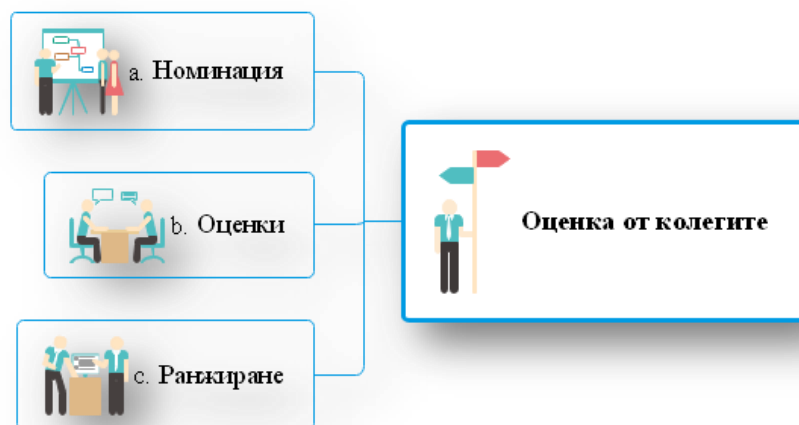 a. Номинация
b. Оценки
c. Ранжиране
Оценка от колегите